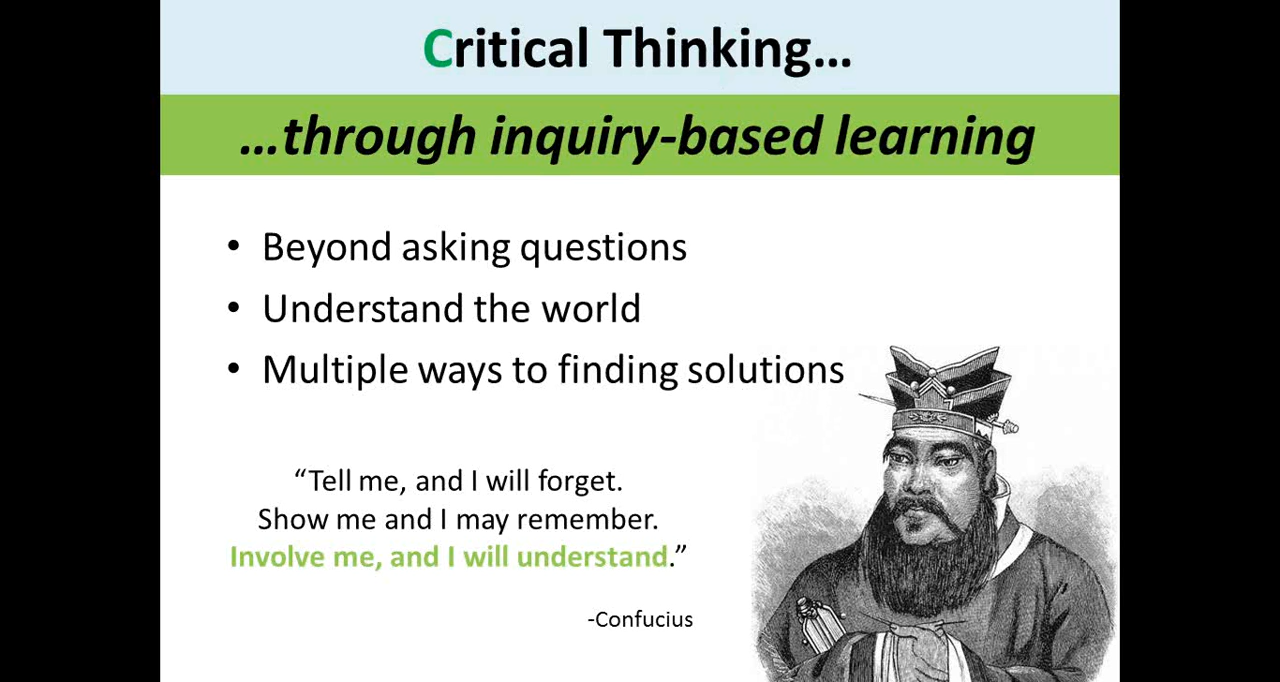 Critical Thinking...
...through inquiry-based learning
• Beyond asking questions
• Understand the world
• Multiple ways to finding solutions
“Tell me, and I will forget.
Show me and I may remember.
Involve me, and I will understand.”
-Confucius